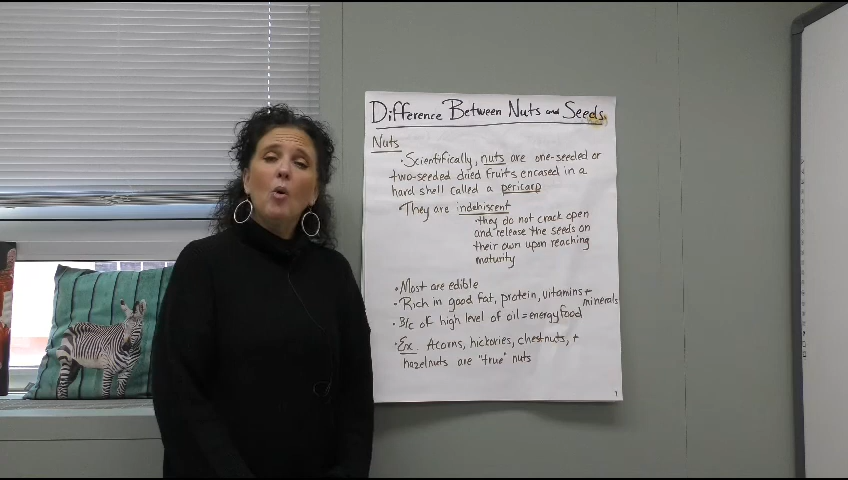 Difference Between Nuts and Seeds
Nuts
• Scientifically, nuts are one-seeded or
two-seeded dried fruits encased in a
hard shell called a pericarp
• They are indehiscent
• they do not crack open
and release the seeds on
their own upon reaching
maturity
• Most are edible
• Rich in good fat, protein, vitamins + minerals
• B/c of high level of oil = energy food
• Ex. Acorns, hickories, chestnuts, +
hazelnuts are "true" nuts